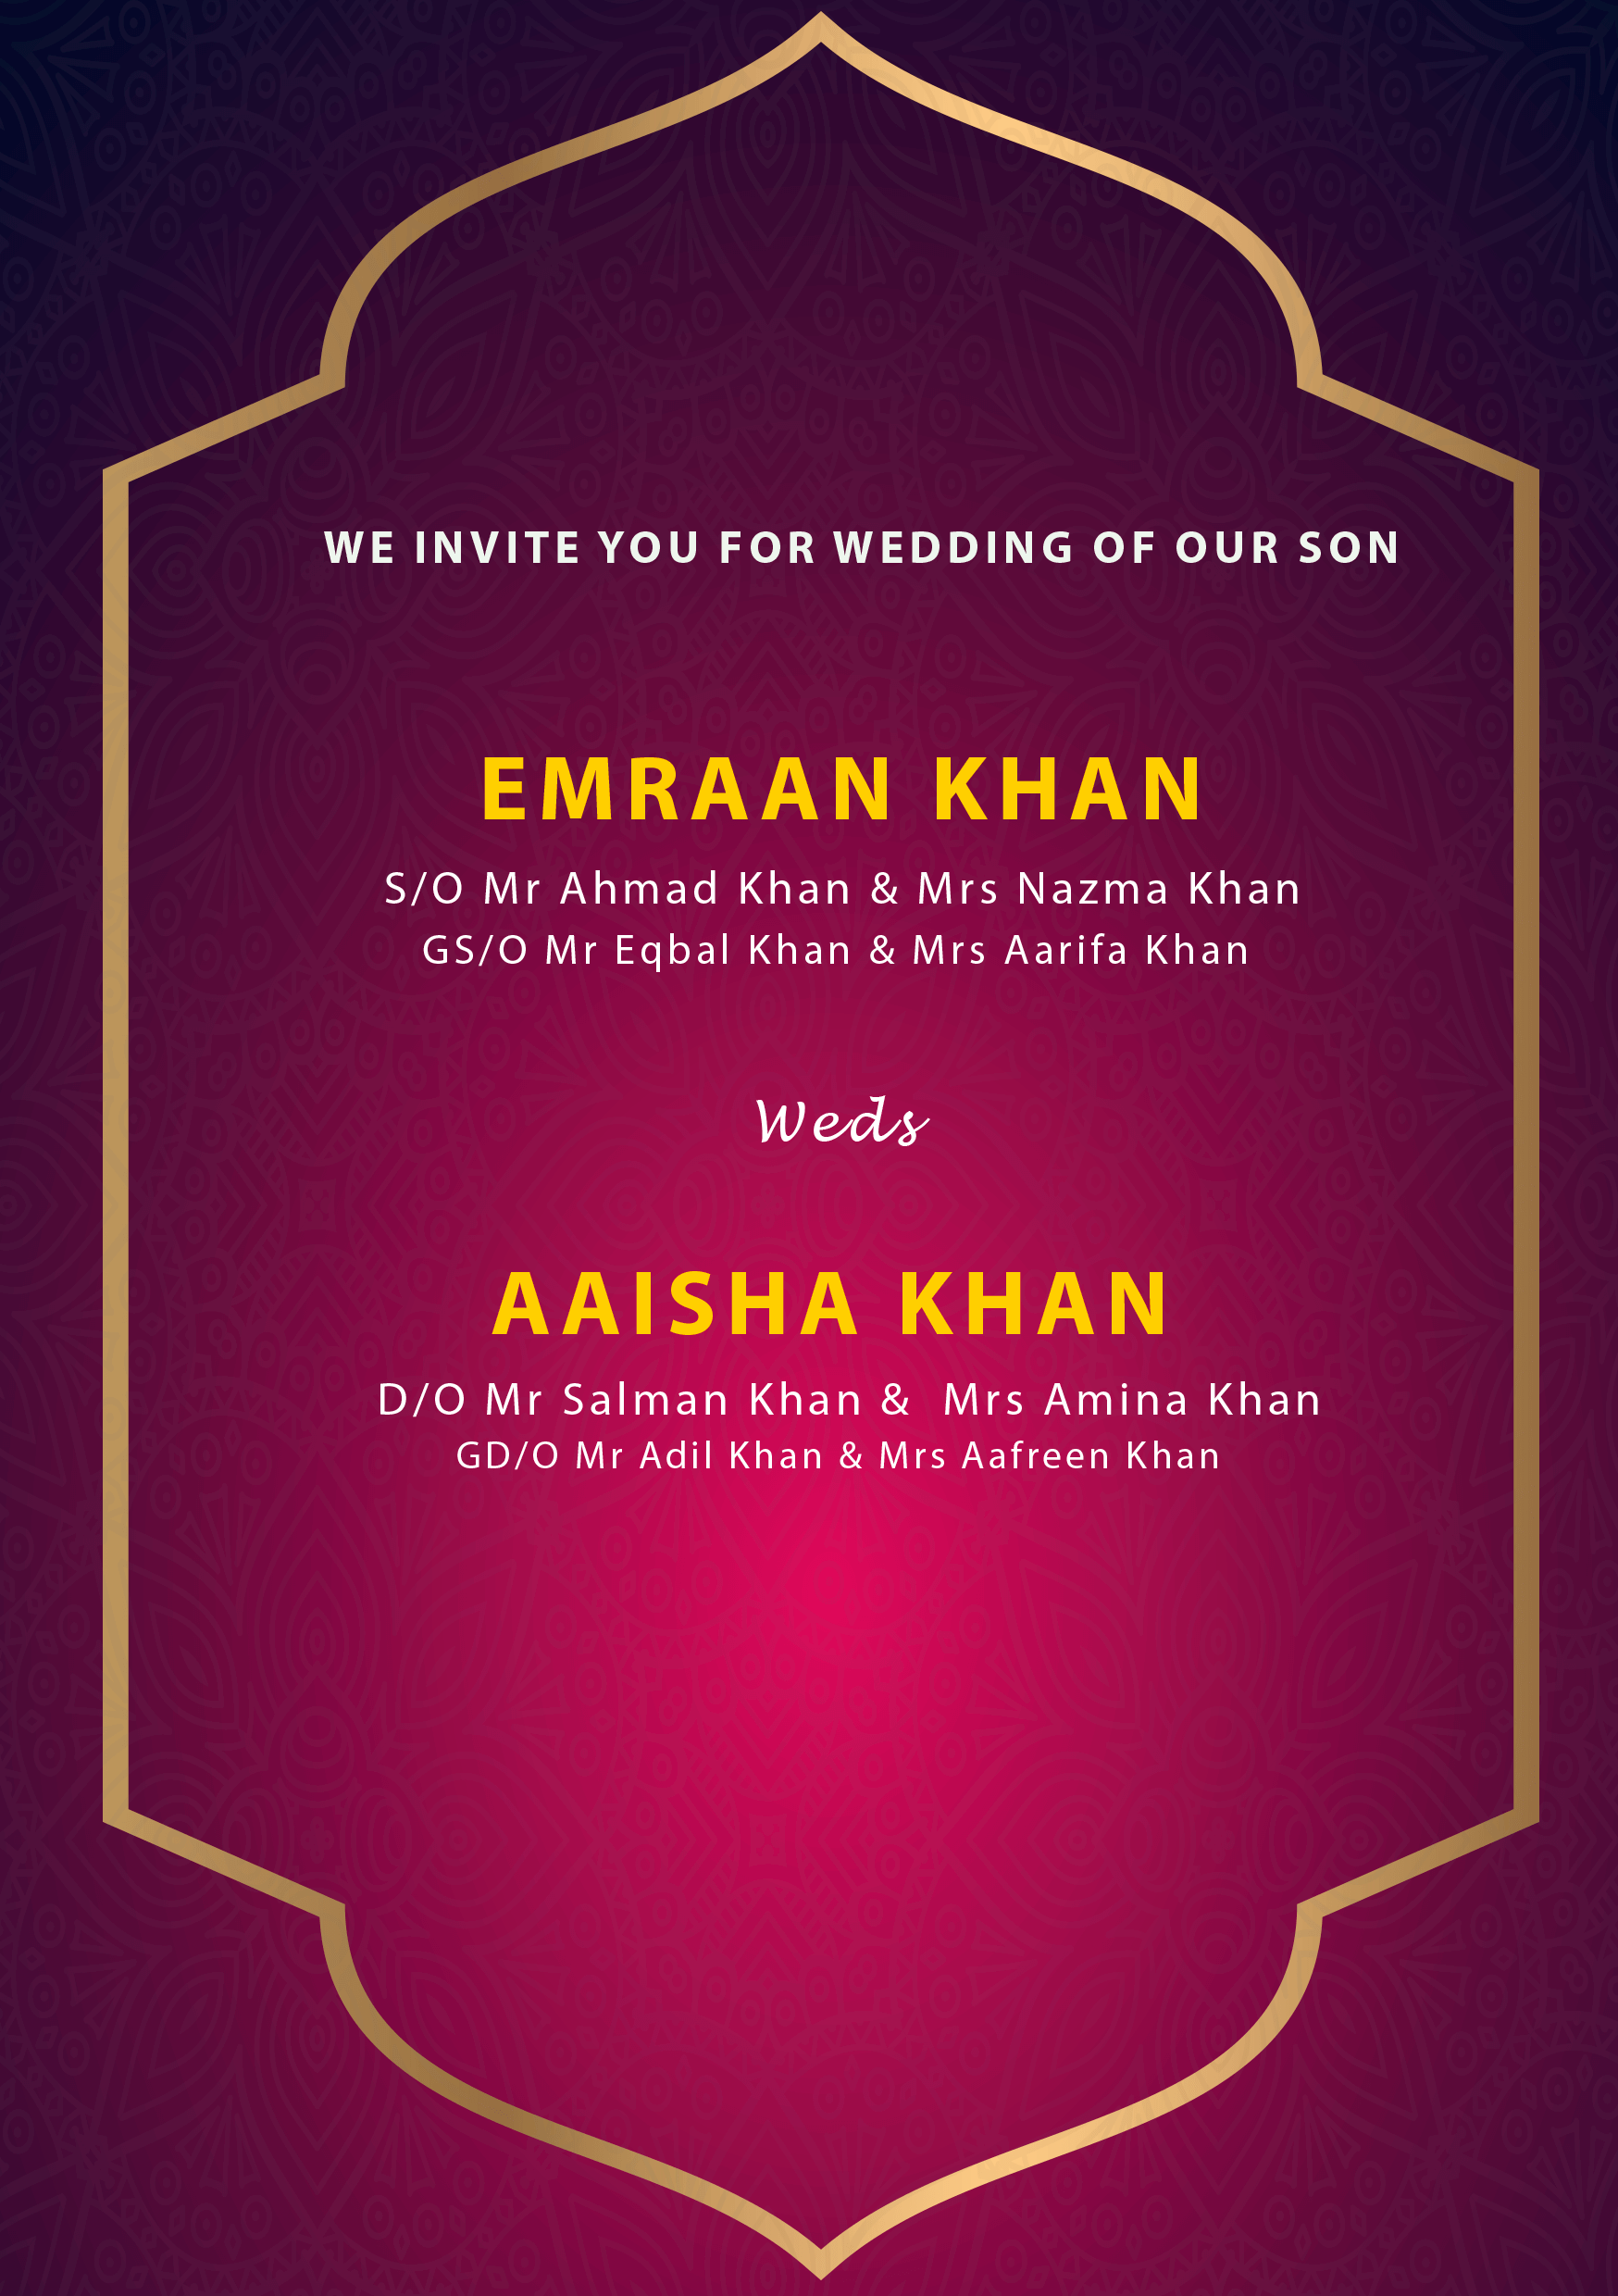 WE INVITE YOU FOR WEDDING OF OUR SON
EMRAAN KHAN
S/O Mr Ahmad Khan & Mrs Nazma Khan
GS/O Mr Eqbal Khan & Mrs Aarifa Khan
Weds
AAISHA KHAN
D/O Mr Salman Khan & Mrs Amina Khan
GD/O Mr Adil Khan & Mrs Aafreen Khan